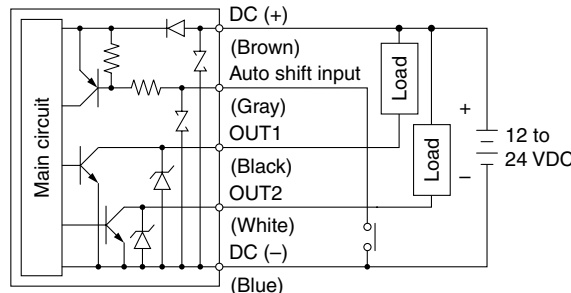 DC (+)
(Brown)
Auto shift input
(Gray)
OUT1
(Black)
OUT2
(White)
DC (–)
(Blue)
Main circuit
Load
Load
+
–
12 to
24 VDC